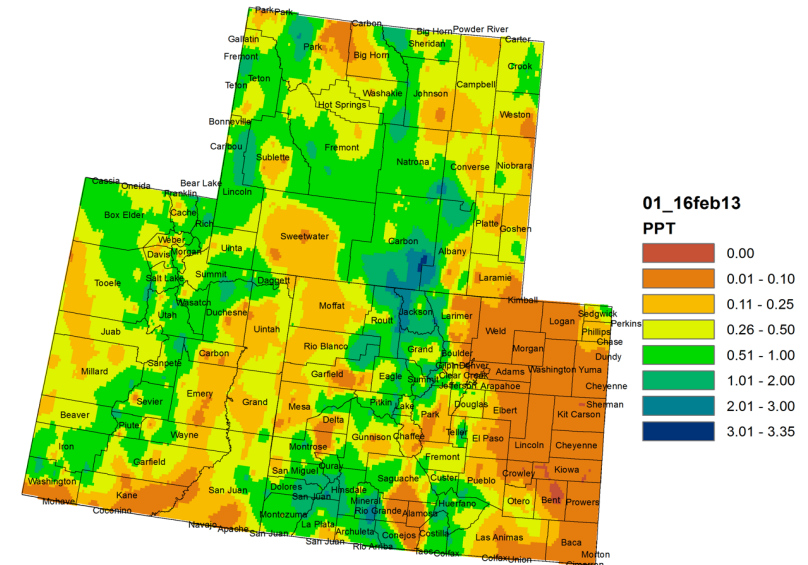 Park Park
Carbon
Big Horn
Powder River
Gallatin
Park
Sheridan
Carter
Fremont
Big Horn
Crook
Teton
Teton
Campbell
Washakie
Johnson
Hot Springs
Weston
Bonneville
Caribou
Fremont
Sublette
Natrona
Converse
Niobrara
Cassia
Oneida
Bear Lake
Franklin
Lincoln
Box Elder
Cache
Rich
Platte
Goshen
Weber
Sweetwater
Carbon
Albany
Davis
Morgan
Uinta
Salt Lake
Summit
Daggett
Laramie
Tooele
Wasatch
Moffat
Jackson
Kimball
Larimer
Sedgwick
Utah
Duchesne
Routt
Logan
Perkins
Juab
Uintah
Weld
Phillips
Chase
Rio Blanco
Grand
Boulder
Morgan
Dundy
Sanpete
Carbon
Gilpin
Denver
Washington
Yuma
Millard
Garfield
Eagle
Summit
Clear Creek
Adams
Cheyenne
Jefferson
Arapahoe
Sevier
Emery
Grand
Mesa
Pitkin
Lake
Park
Douglas
Elbert
Sherman
Beaver
Delta
Kit Carson
Piute
Wayne
Gunnison
Chaffee
Teller
El Paso
Iron
Montrose
Lincoln
Cheyenne
Garfield
Ouray
Fremont
Washington
San Miguel
Saguache
Custer
Pueblo
Crowley
Kiowa
Kane
San Juan
Dolores
San Juan
Hinsdale
Mineral
Huerfano
Otero
Bent
Prowers
Mohave
Coconino
Montozuma
La Plata
Rio Grande
Alamosa
Navajo
Apache
San Juan
Archuleta
Conejos
Costilla
Las Animas
Baca
San Juan
Rio Arriba
Taos
Colfax
Colfax
Union
Morton
Cimarron
01_16feb13
PPT
0.00
0.01 - 0.10
0.11 - 0.25
0.26 - 0.50
0.51 - 1.00
1.01 - 2.00
2.01 - 3.00
3.01 - 3.35